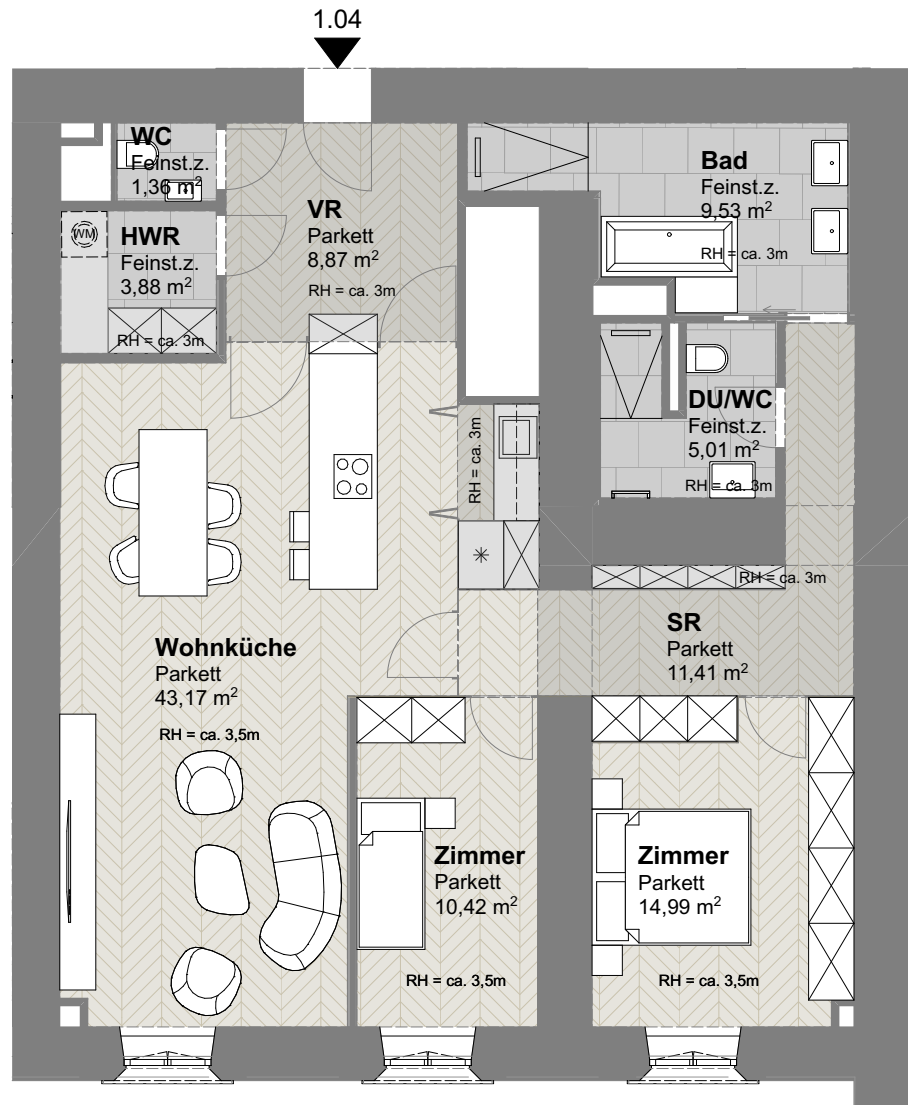 1.04
WC
Feinst.z.
1,36 m²
HWR
Feinst.z.
3,88 m²
RH = ca. 3m
WM
VR
Parkett
8,87 m²
RH = ca. 3m
Bad
Feinst.z.
9,53 m²
RH = ca. 3m
DU/WC
Feinst.z.
5,01 m²
RH = ca. 3m
RH = ca. 3m
RH = ca. 3m
SR
Parkett
11,41 m²
Wohnküche
Parkett
43,17 m²
RH = ca. 3,5m
Zimmer
Parkett
10,42 m²
RH = ca. 3,5m
Zimmer
Parkett
14,99 m²
RH = ca. 3,5m